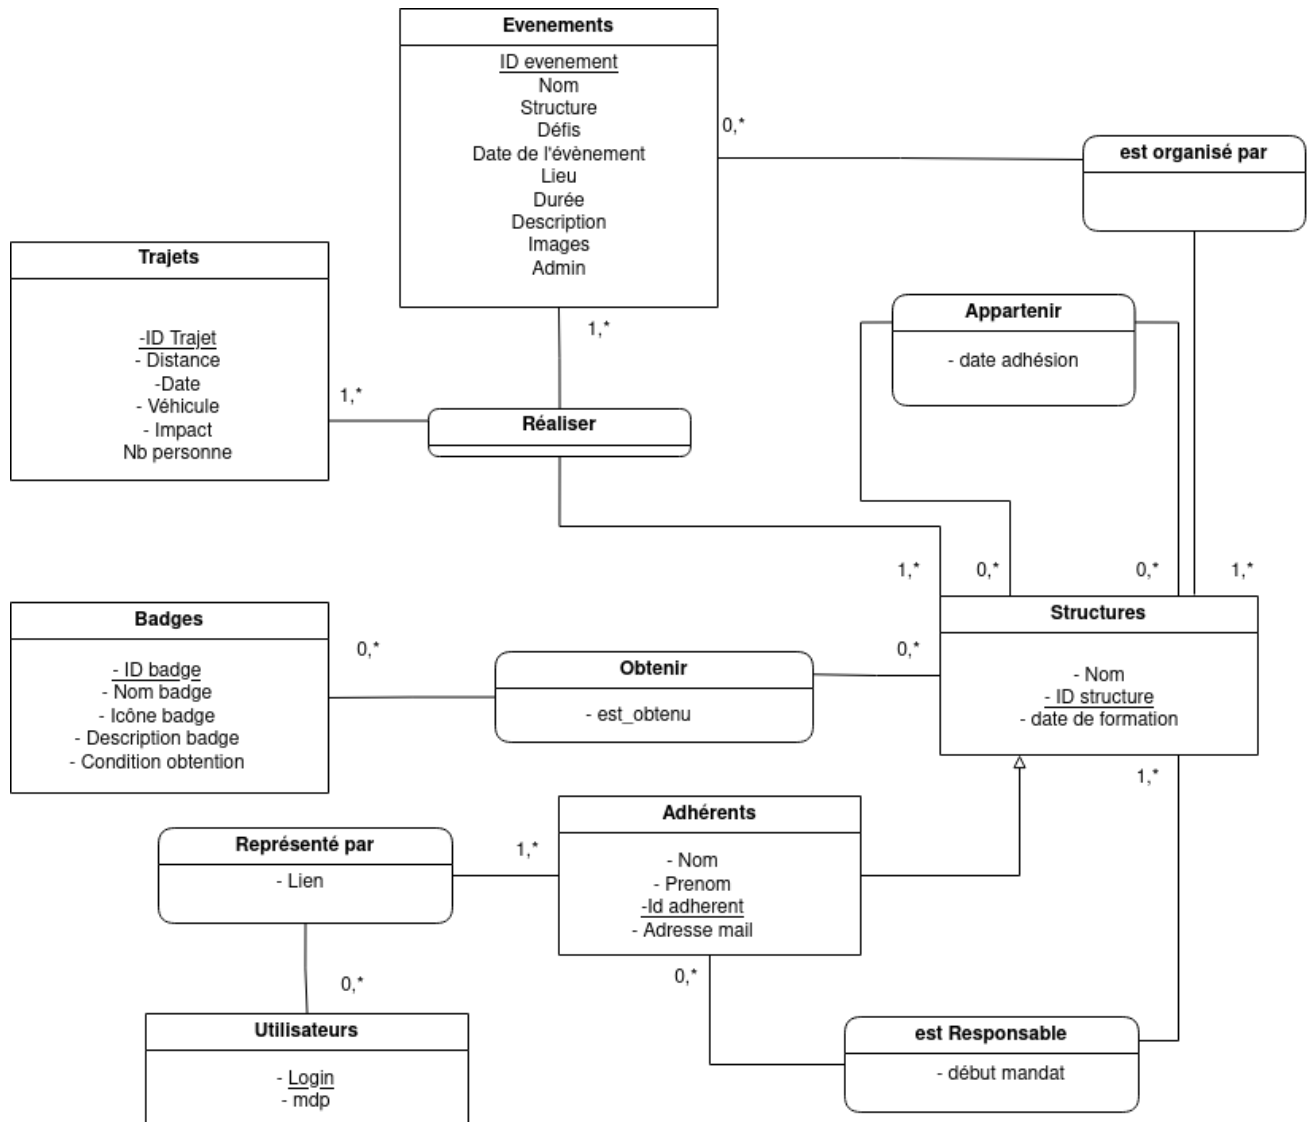 Evenements
ID evenement
Nom
Structure
Défis
Date de l'évènement
Lieu
Durée
Description
Images
Admin
0,*
est organisé par
1,*
Trajets
-ID Trajet
- Distance
-Date
- Véhicule
- Impact
Nb personne
1,*
Réaliser
Appartenir
- date adhésion
1,*
0,*
0,*
1,*
Structures
- Nom
- ID structure
- date de formation
Badges
- ID badge
- Nom badge
- Icône badge
- Description badge
- Condition obtention
0,*
Obtenir
- est_obtenu
0,*
1,*
Adhérents
- Nom
- Prenom
-Id adherent
- Adresse mail
Représenté par
- Lien
1,*
0,*
0,*
Utilisateurs
- Login
- mdp
est Responsable
- début mandat